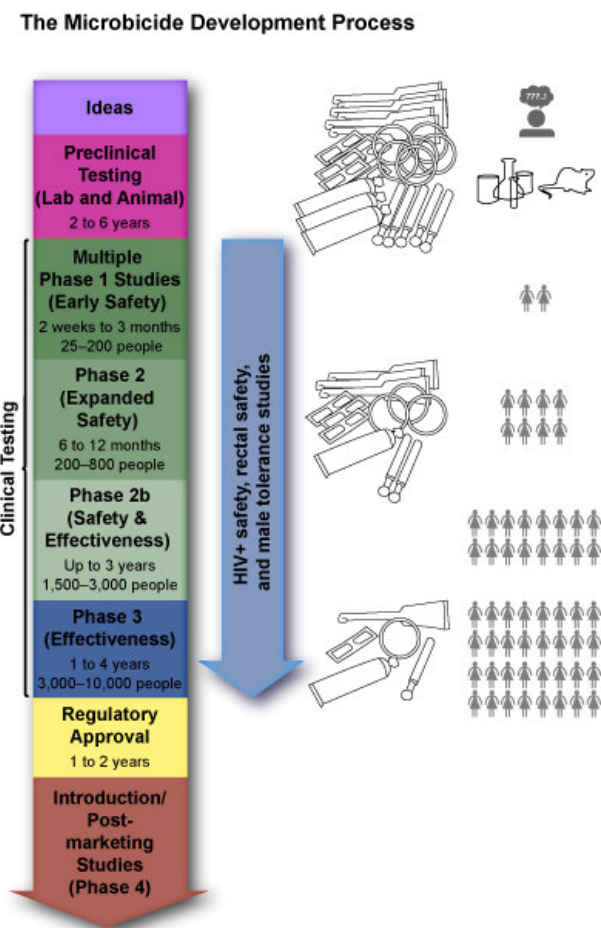 The Microbicide Development Process
Ideas
???..!
Preclinical
Testing
(Lab and Animal)
2 to 6 years
Clinical Testing
Multiple
Phase 1 Studies
(Early Safety)
2 weeks to 3 months
25–200 people
Phase 2
(Expanded
Safety)
6 to 12 months
200–800 people
Phase 2b
(Safety &
Effectiveness)
Up to 3 years
1,500–3,000 people
Phase 3
(Effectiveness)
1 to 4 years
3,000–10,000 people
HIV+ safety, rectal safety,
and male tolerance studies
Regulatory
Approval
1 to 2 years
Introduction/
Post-
marketing
Studies
(Phase 4)